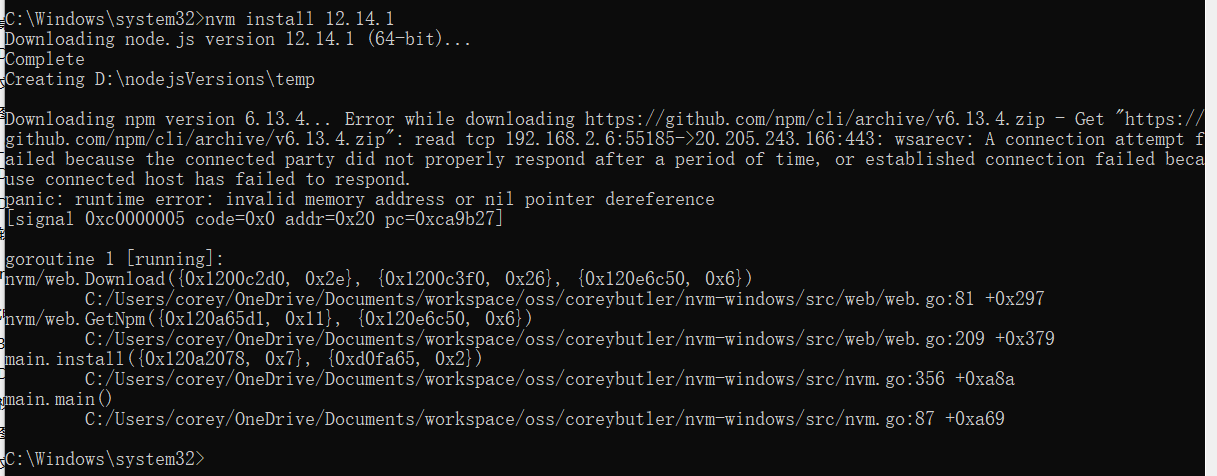 C:\Windows\system32>nvm install 12.14.1
Downloading node.js version 12.14.1 (64-bit)...
Complete
Creating D:\nodejsVersions\temp
Downloading npm version 6.13.4... Error while downloading https://github.com/npm/cli/archive/v6.13.4.zip - Get "https://
github.com/npm/cli/archive/v6.13.4.zip": read tcp 192.168.2.6:55185->20.205.243.166:443: wsarecv: A connection attempt f
ailed because the connected party did not properly respond after a period of time, or established connection failed beca
use connected host has failed to respond.
panic: runtime error: invalid memory address or nil pointer dereference
[signal 0xc0000005 code=0x0 addr=0x20 pc=0xca9b27]
goroutine 1 [running]:
nvm/web.Download({0x1200c2d0, 0x2e}, {0x1200c3f0, 0x26}, {0x120e6c50, 0x6})
C:/Users/corey/OneDrive/Documents/workspace/oss/coreybutler/nvm-windows/src/web/web.go:81 +0x297
nvm/web.GetNpm({0x120a65d1, 0x11}, {0x120e6c50, 0x6})
C:/Users/corey/OneDrive/Documents/workspace/oss/coreybutler/nvm-windows/src/web/web.go:209 +0x379
main.install({0x120a2078, 0x7}, {0xd0fa65, 0x2})
C:/Users/corey/OneDrive/Documents/workspace/oss/coreybutler/nvm-windows/src/nvm.go:356 +0xa8a
main.main()
C:/Users/corey/OneDrive/Documents/workspace/oss/coreybutler/nvm-windows/src/nvm.go:87 +0xa69
C:\Windows\system32>